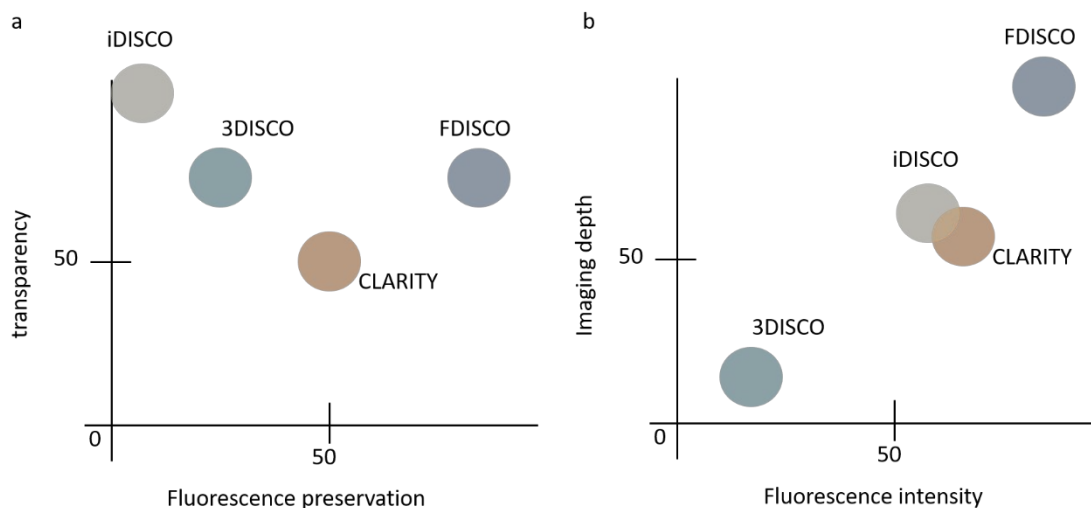 a
iDISCO
3DISCO
FDISCO
transparency
50
CLARITY
0
50
Fluorescence preservation
b
FDISCO
iDISCO
Imaging depth
50
CLARITY
3DISCO
0
50
Fluorescence intensity